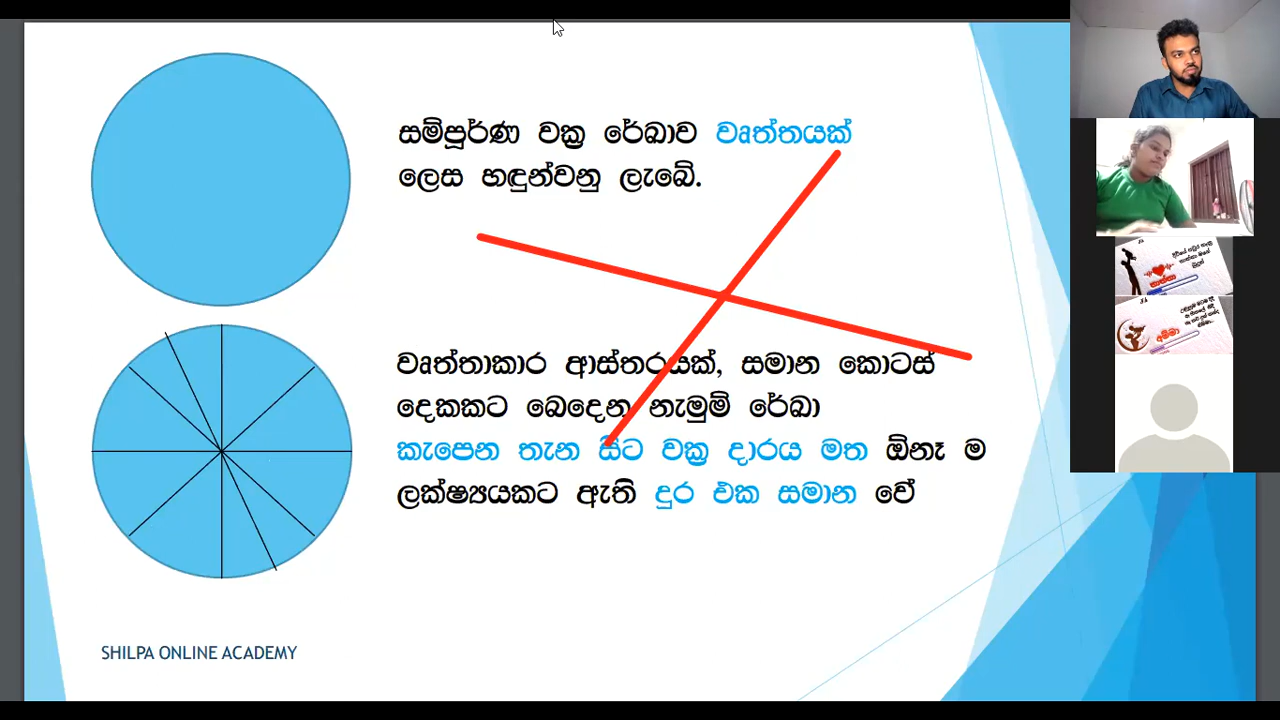 සම්පූර්ණ වක්‍ර රේඛාව වෘත්තයක්
ලෙස හඳුන්වනු ලැබේ.
වෘත්තාකාර ආස්තරයක්, සමාන කොටස්
දෙකකට බෙදෙන නැමුම් රේඛා
කැපෙන තැන සිට වක්‍ර දාරය මත ඕනෑ ම
ලක්ෂ්‍යයකට ඇති දුර එක සමාන වේ
SHILPA ONLINE ACADEMY
තාත්තා
අම්මා